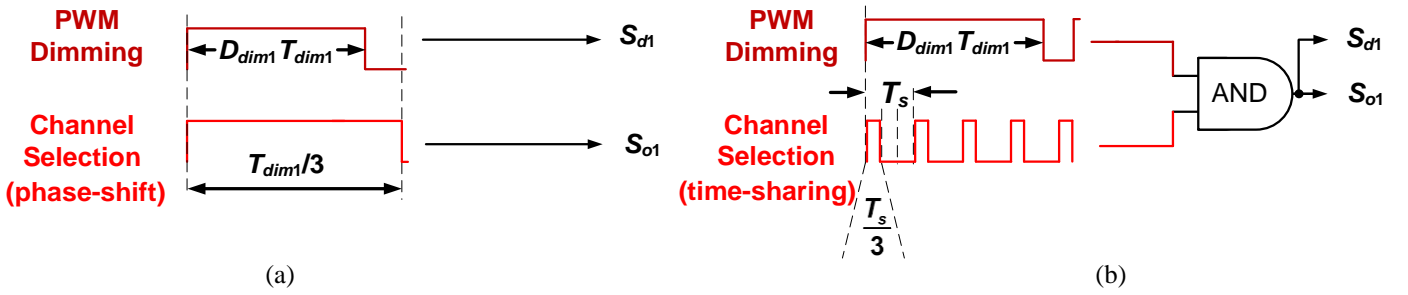 PWM
Dimming
D_dim1 T_dim1
S_d1
Channel
Selection
(phase-shift)
T_dim1/3
S_o1
(a)
PWM
Dimming
D_dim1 T_dim1
T_s
Channel
Selection
(time-sharing)
T_s
3
AND
S_d1
S_o1
(b)